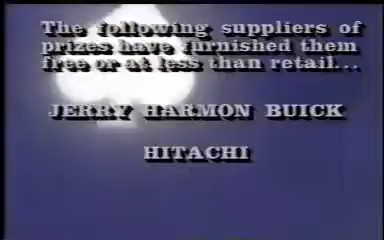 The following suppliers of
prizes have furnished them
free or at less than retail...
JERRY HARMON BUICK
HITACHI